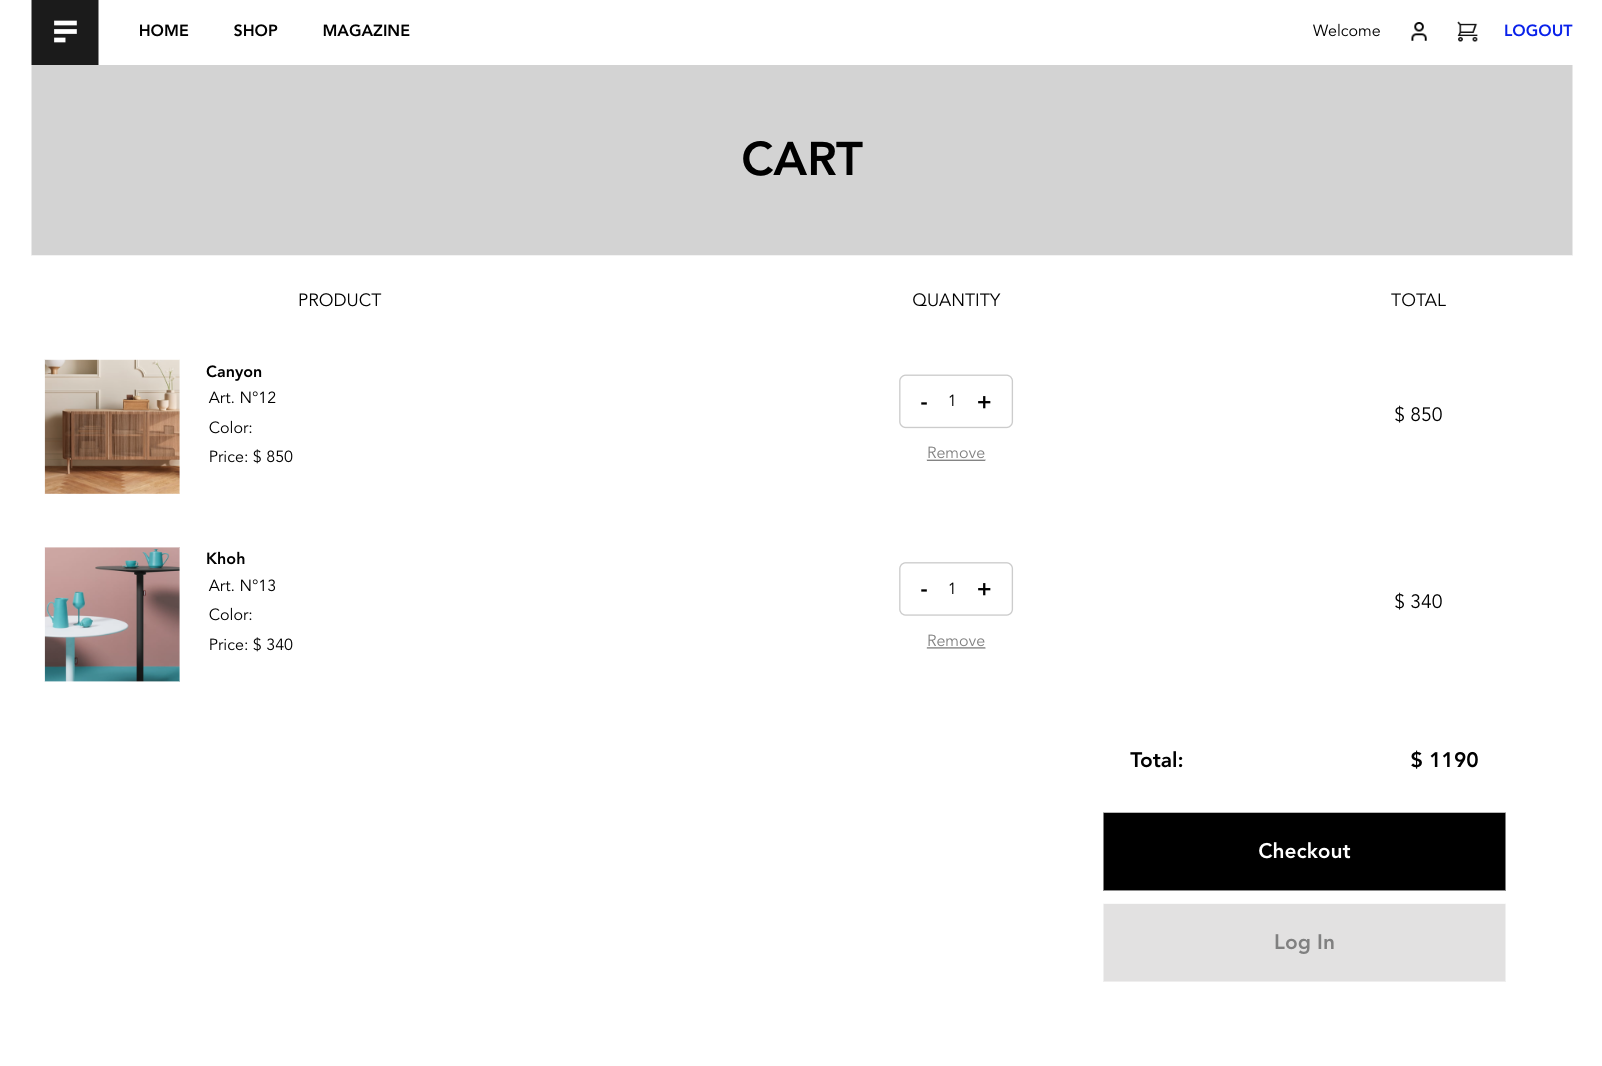 HOME SHOP MAGAZINE Welcome LOGOUT
CART
PRODUCT QUANTITY TOTAL
Canyon
Art. N°12
Color:
Price: $ 850
- 1 +
Remove
$ 850
Khoh
Art. N°13
Color:
Price: $ 340
- 1 +
Remove
$ 340
Total: $ 1190
Checkout
Log In